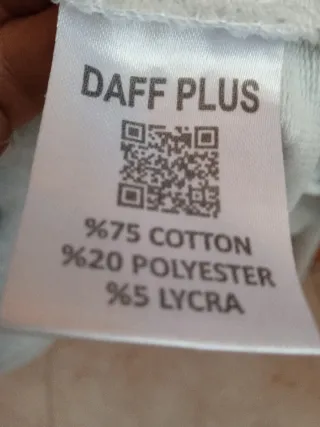 DAFF PLUS
%75 COTTON
%20 POLYESTER
%5 LYCRA